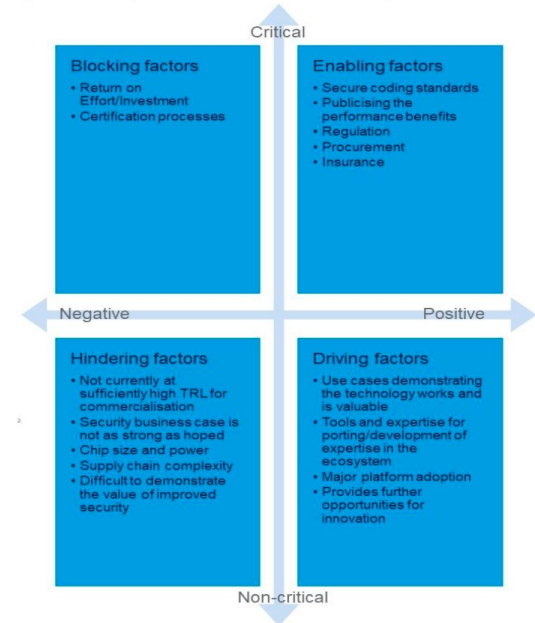 Critical
Blocking factors
• Return on
Effort/Investment
• Certification processes
Enabling factors
• Secure coding standards
• Publicising the
performance benefits
• Regulation
• Procurement
• Insurance
Negative
Positive
Hindering factors
• Not currently at
sufficiently high TRL for
commercialisation
• Security business case is
not as strong as hoped
• Chip size and power
• Supply chain complexity
• Difficult to demonstrate
the value of improved
security
Driving factors
• Use cases demonstrating
the technology works and
is valuable
• Tools and expertise for
porting/development of
expertise in the
ecosystem
• Major platform adoption
• Provides further
opportunities for
innovation
2
Non-critical